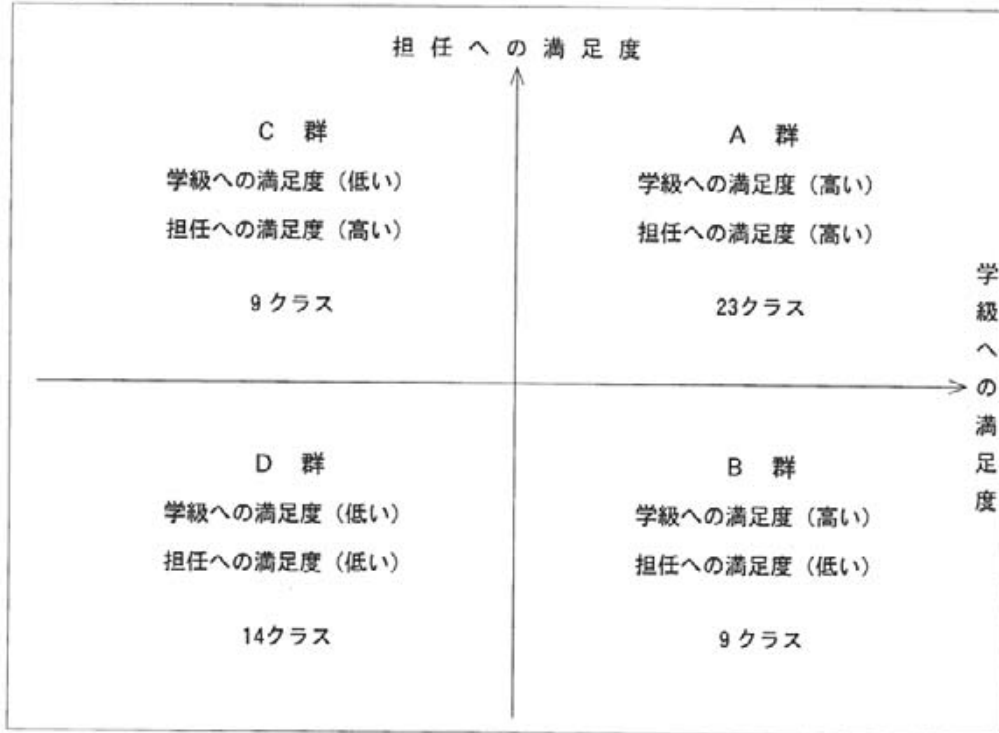 担任への満足度
C 群
学級への満足度（低い）
担任への満足度（高い）
9クラス
A 群
学級への満足度（高い）
担任への満足度（高い）
23クラス
学級への満足度
D 群
学級への満足度（低い）
担任への満足度（低い）
14クラス
B 群
学級への満足度（高い）
担任への満足度（低い）
9クラス